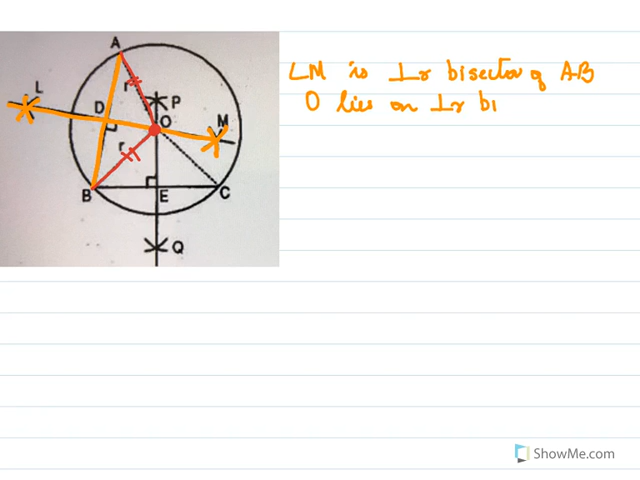 A
L
r
P
D
O
M
r
B
E
C
Q
LM is ⊥r bisector of AB
O lies on ⊥r bi
ShowMe.com